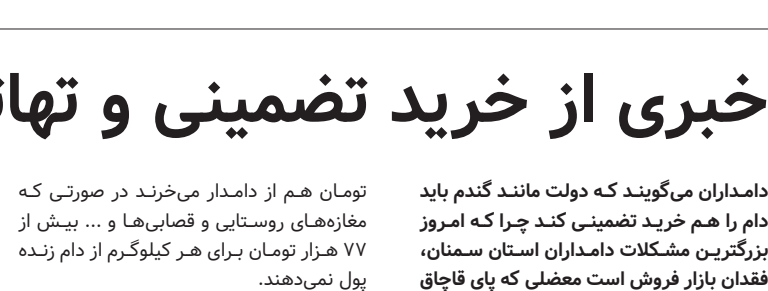 خبری از خرید تضمینی و
دامداران می‌گویند که دولت مانند گندم باید
دام را هم خرید تضمینی کند چرا که امروز
بزرگترین مشکلات دامداران استان سمنان،
فقدان بازار فروش است معضلی که پای قاچاق
تومان هم از دامدار می‌خرند در صورتی که
مغازه‌های روستایی و قصابی‌ها و ... بیش از
۷۷ هزار تومان برای هر کیلوگرم از دام زنده
پول نمی‌دهند.